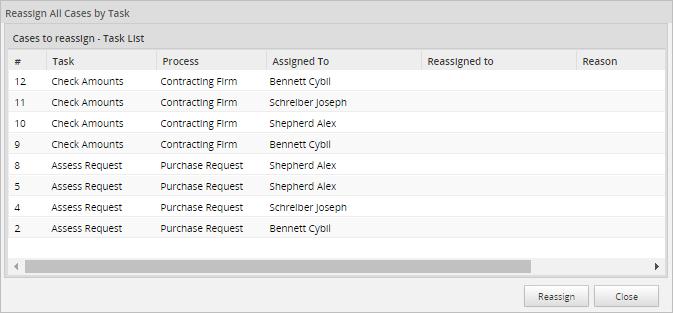 Reassign All Cases by Task
Cases to reassign - Task List
# Task Process Assigned To Reassigned to Reason
12 Check Amounts Contracting Firm Bennett Cybil
11 Check Amounts Contracting Firm Schreiber Joseph
10 Check Amounts Contracting Firm Shepherd Alex
9 Check Amounts Contracting Firm Bennett Cybil
8 Assess Request Purchase Request Shepherd Alex
5 Assess Request Purchase Request Shepherd Alex
4 Assess Request Purchase Request Schreiber Joseph
2 Assess Request Purchase Request Bennett Cybil
Reassign Close